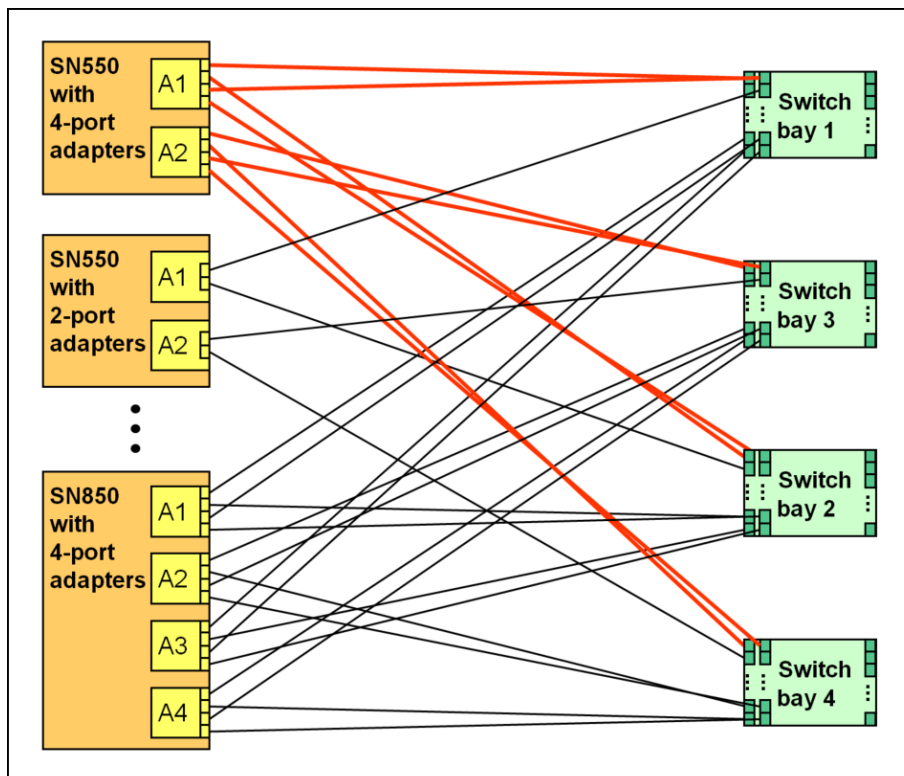 SN550
with
4-port
adapters
A1
A2
SN550
with
2-port
adapters
A1
A2
SN850
with
4-port
adapters
A1
A2
A3
A4
Switch
bay 1
Switch
bay 3
Switch
bay 2
Switch
bay 4